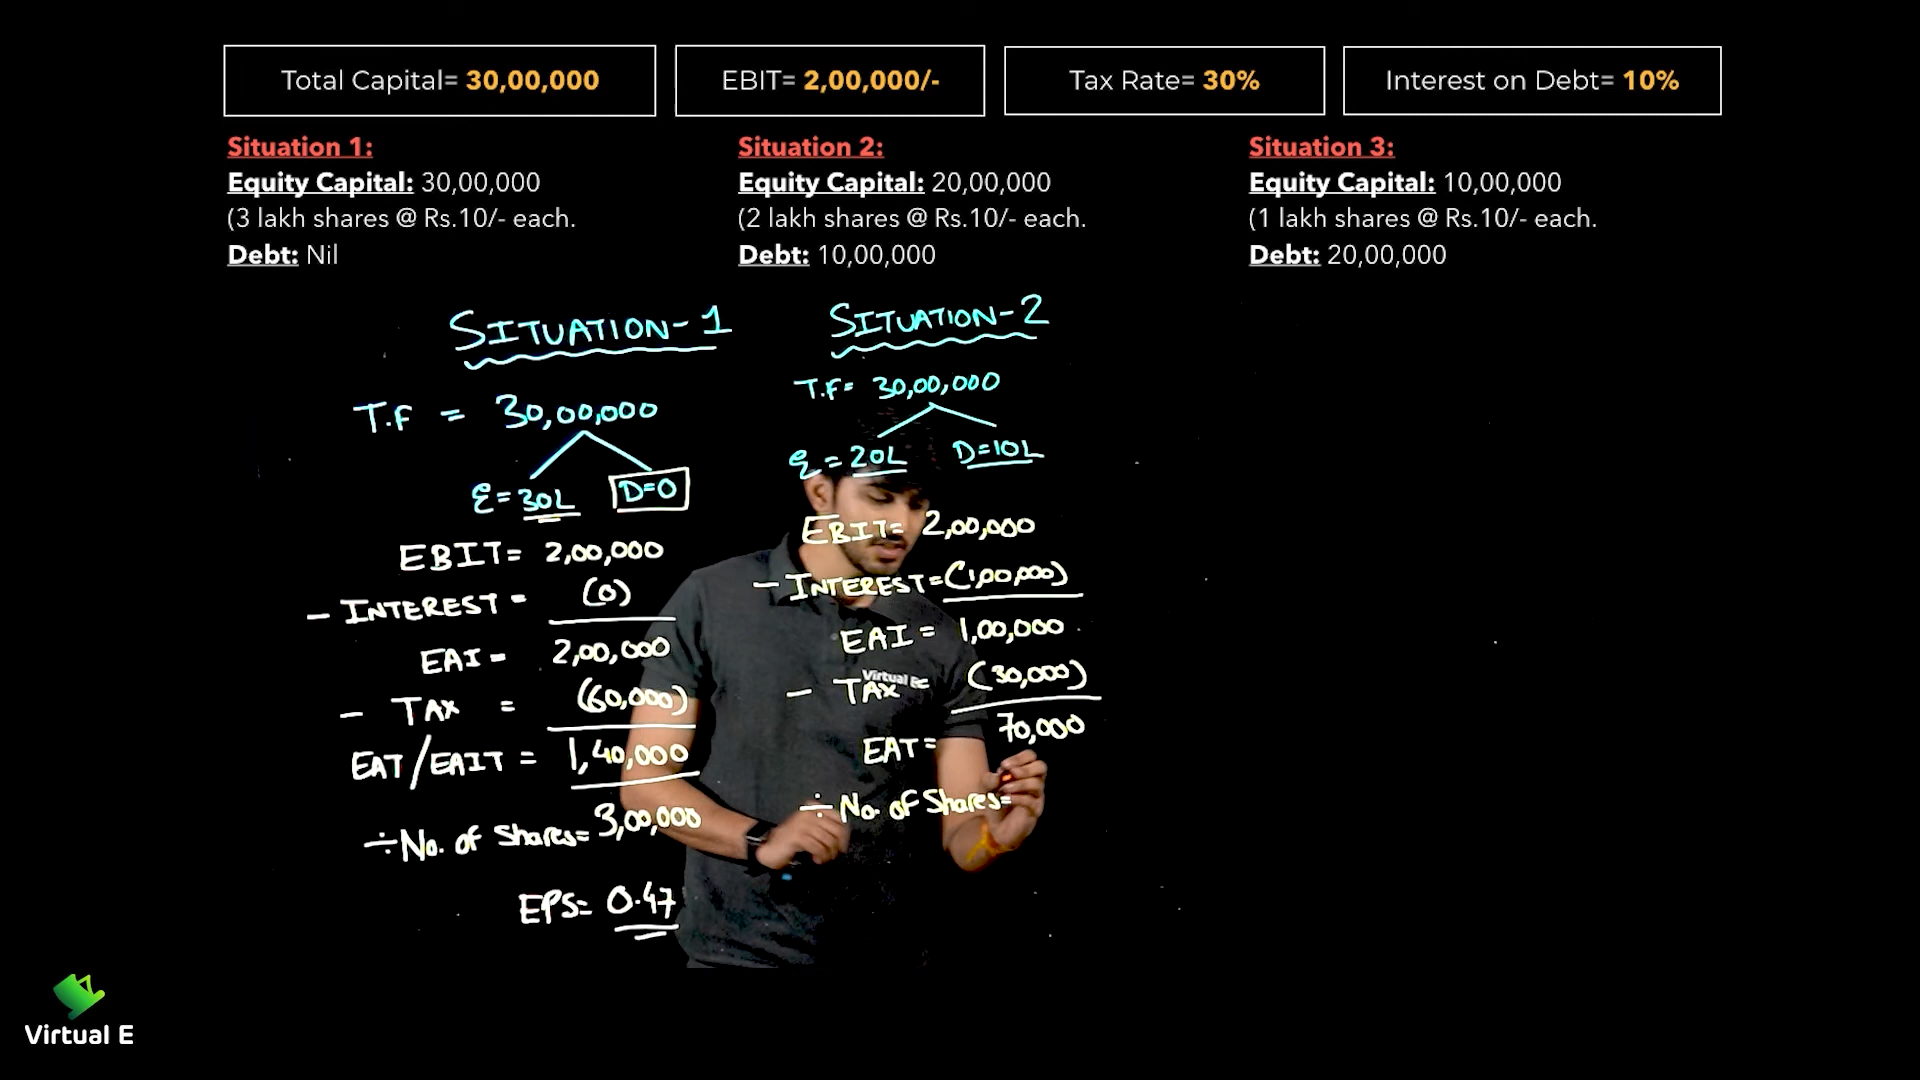 Total Capital= 30,00,000
EBIT= 2,00,000/-
Tax Rate= 30%
Interest on Debt= 10%
Situation 1:
Equity Capital: 30,00,000
(3 lakh shares @ Rs.10/- each.
Debt: Nil
Situation 2:
Equity Capital: 20,00,000
(2 lakh shares @ Rs.10/- each.
Debt: 10,00,000
Situation 3:
Equity Capital: 10,00,000
(1 lakh shares @ Rs.10/- each.
Debt: 20,00,000
SITUATION-1
T.F = 30,00,000
E=30L D=0
EBIT= 2,00,000
- INTEREST = (0)
EAI = 2,00,000
- TAX = (60,000)
EAT/EAIT = 1,40,000
÷ No. of Shares= 3,00,000
EPS= 0.47
SITUATION-2
T.F= 30,00,000
E=20L D=10L
EBIT= 2,00,000
- INTEREST=(1,00,000)
EAI = 1,00,000
- TAX = (30,000)
EAT= 70,000
÷ No. of Shares=
Virtual E
Virtual E